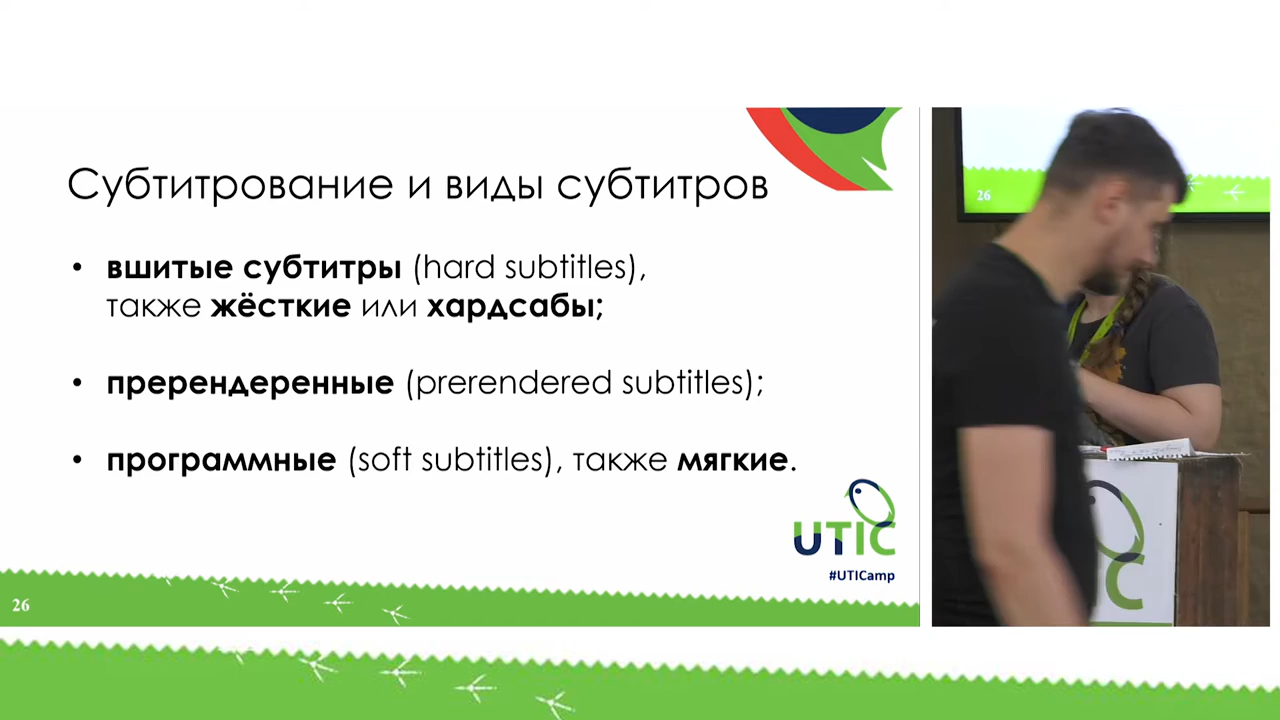 Субтитрование и виды субтитров
• вшитые субтитры (hard subtitles),
также жёсткие или хардсабы;
• пререндеренные (prerendered subtitles);
• программные (soft subtitles), также мягкие.
UTIC
#UTICamp
26
26
C